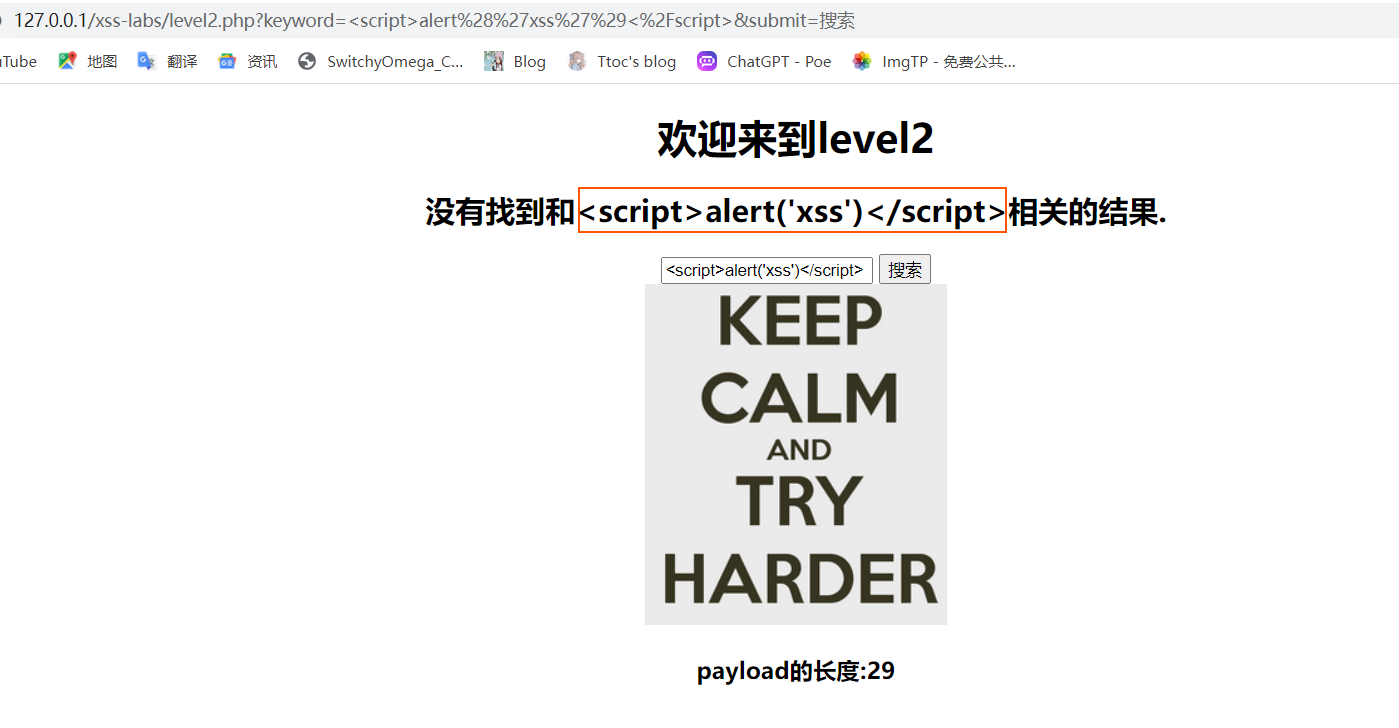 127.0.0.1/xss-labs/level2.php?keyword=<script>alert%28%27xss%27%29<%2Fscript>&submit=搜索
uTube 地图 翻译 资讯 SwitchyOmega_C... Blog Ttoc's blog ChatGPT - Poe ImgTP - 免费公共...
欢迎来到level2
没有找到和<script>alert('xss')</script>相关的结果.
<script>alert('xss')</script> 搜索
KEEP
CALM
AND
TRY
HARDER
payload的长度:29